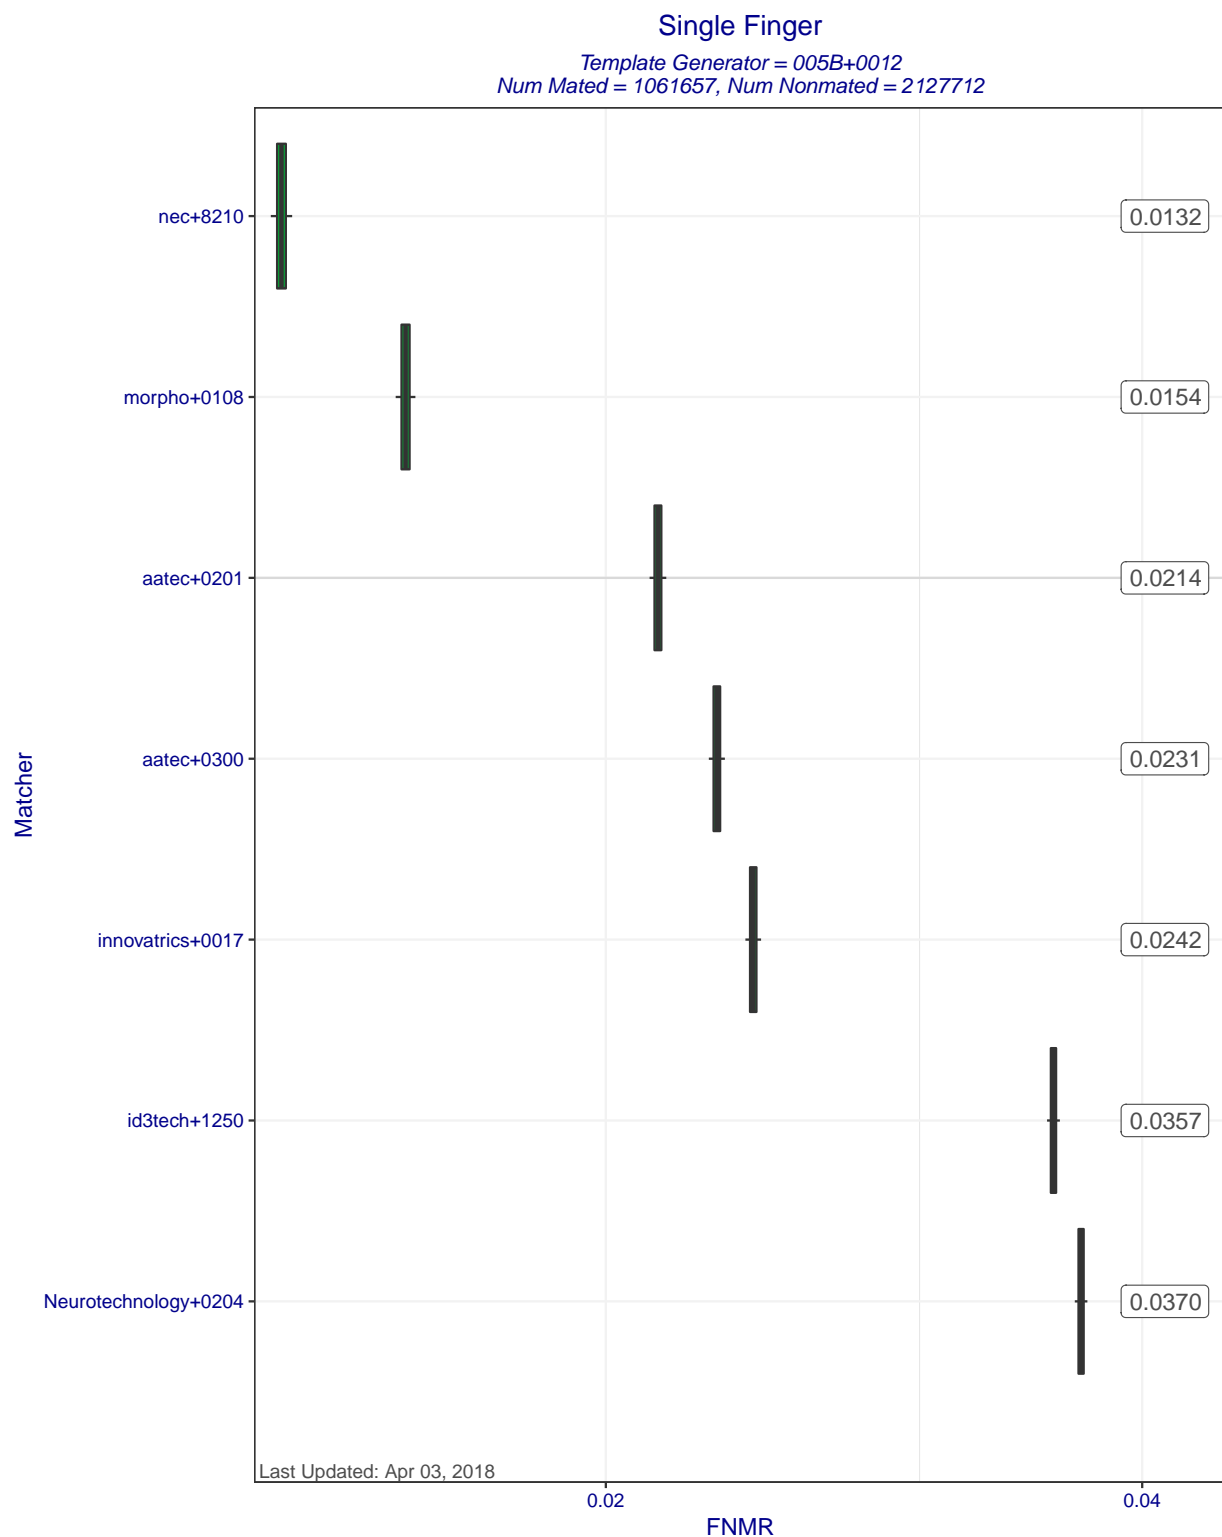 Single Finger
Template Generator = 005B+0012
Num Mated = 1061657, Num Nonmated = 2127712
nec+8210
0.0132
morpho+0108
0.0154
aatec+0201
0.0214
aatec+0300
0.0231
Matcher
innovatrics+0017
0.0242
id3tech+1250
0.0357
Neurotechnology+0204
0.0370
Last Updated: Apr 03, 2018
0.02
0.04
FNMR